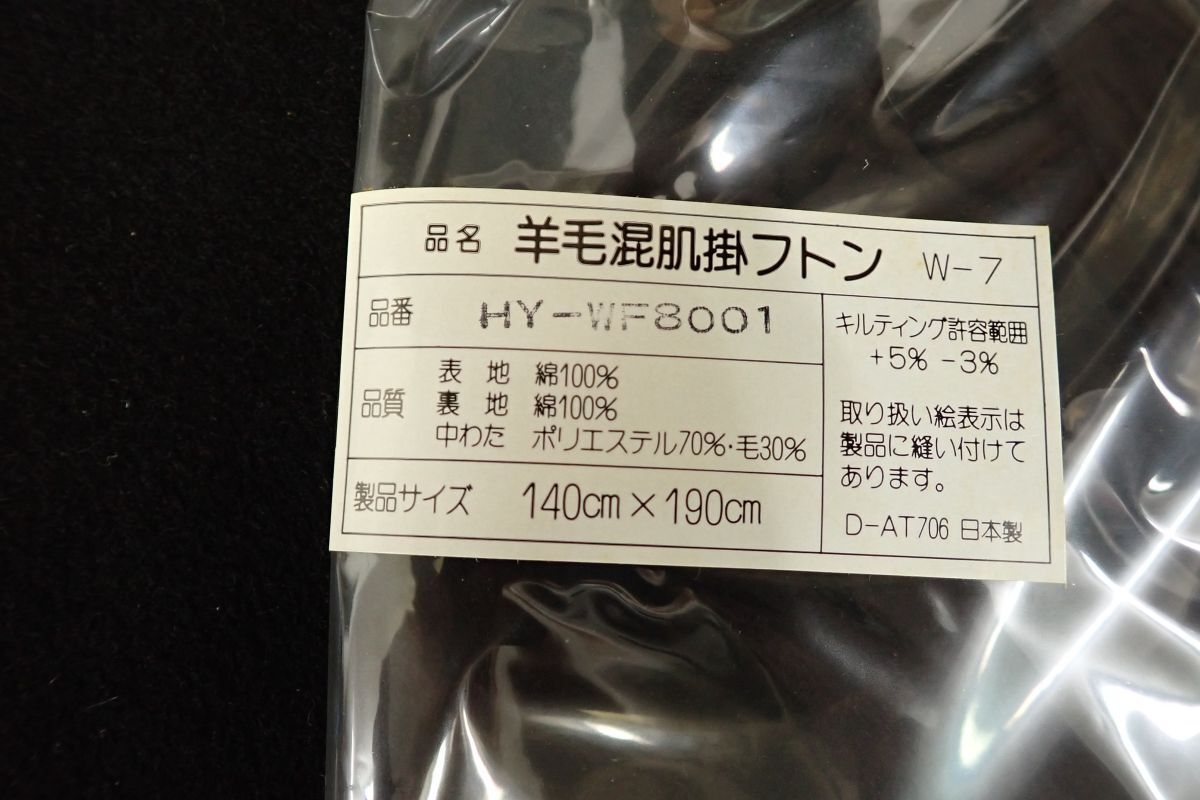 品名 羊毛混肌掛フトン W-7
品番 HY-WF8001
品質 表地 綿100%
裏地 綿100%
中わた ポリエステル70%・毛30%
製品サイズ 140cm×190cm
キルティング許容範囲
+5% -3%
取り扱い絵表示は
製品に縫い付けて
あります。
D-AT706 日本製